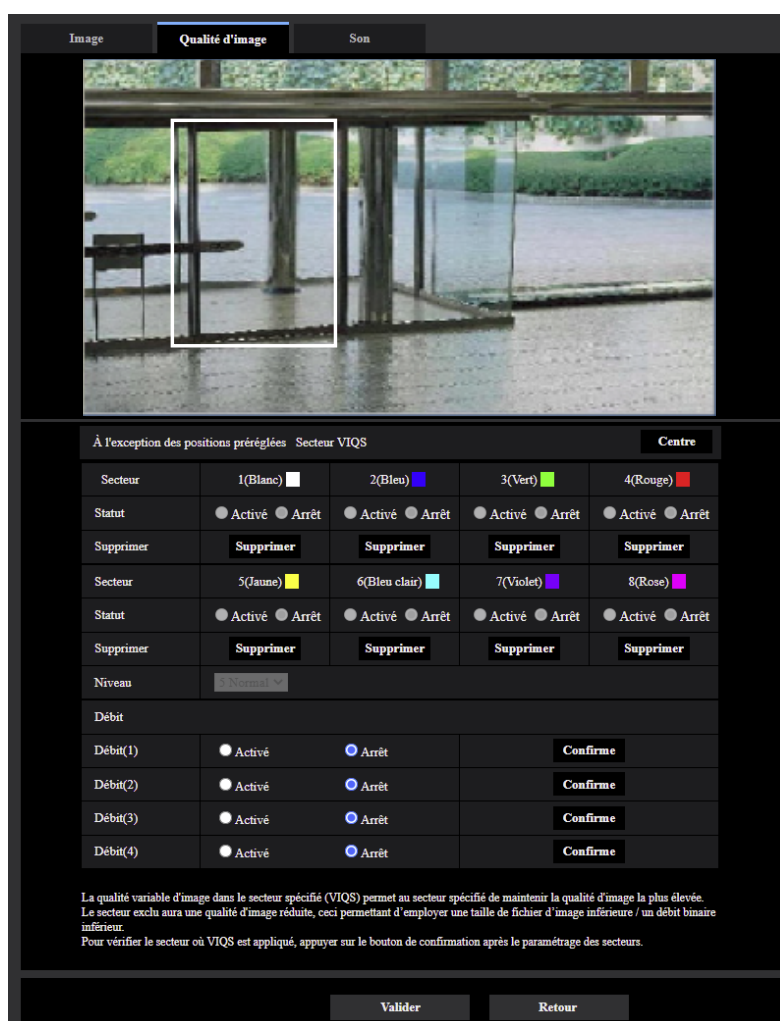 Image Qualité d'image Son
À l'exception des positions préréglées Secteur VIQS Centre
Secteur 1(Blanc) 2(Bleu) 3(Vert) 4(Rouge)
Statut Activé Arrêt Activé Arrêt Activé Arrêt Activé Arrêt
Supprimer Supprimer Supprimer Supprimer Supprimer
Secteur 5(Jaune) 6(Bleu clair) 7(Violet) 8(Rose)
Statut Activé Arrêt Activé Arrêt Activé Arrêt Activé Arrêt
Supprimer Supprimer Supprimer Supprimer Supprimer
Niveau 5 Normal
Débit
Débit(1) Activé Arrêt Confirme
Débit(2) Activé Arrêt Confirme
Débit(3) Activé Arrêt Confirme
Débit(4) Activé Arrêt Confirme
La qualité variable d'image dans le secteur spécifié (VIQS) permet au secteur spécifié de maintenir la qualité d'image la plus élevée.
Le secteur exclu aura une qualité d'image réduite, ceci permettant d’employer une taille de fichier d’image inférieure / un débit binaire
inférieur.
Pour vérifier le secteur où VIQS est appliqué, appuyer sur le bouton de confirmation après le paramétrage des secteurs.
Valider Retour